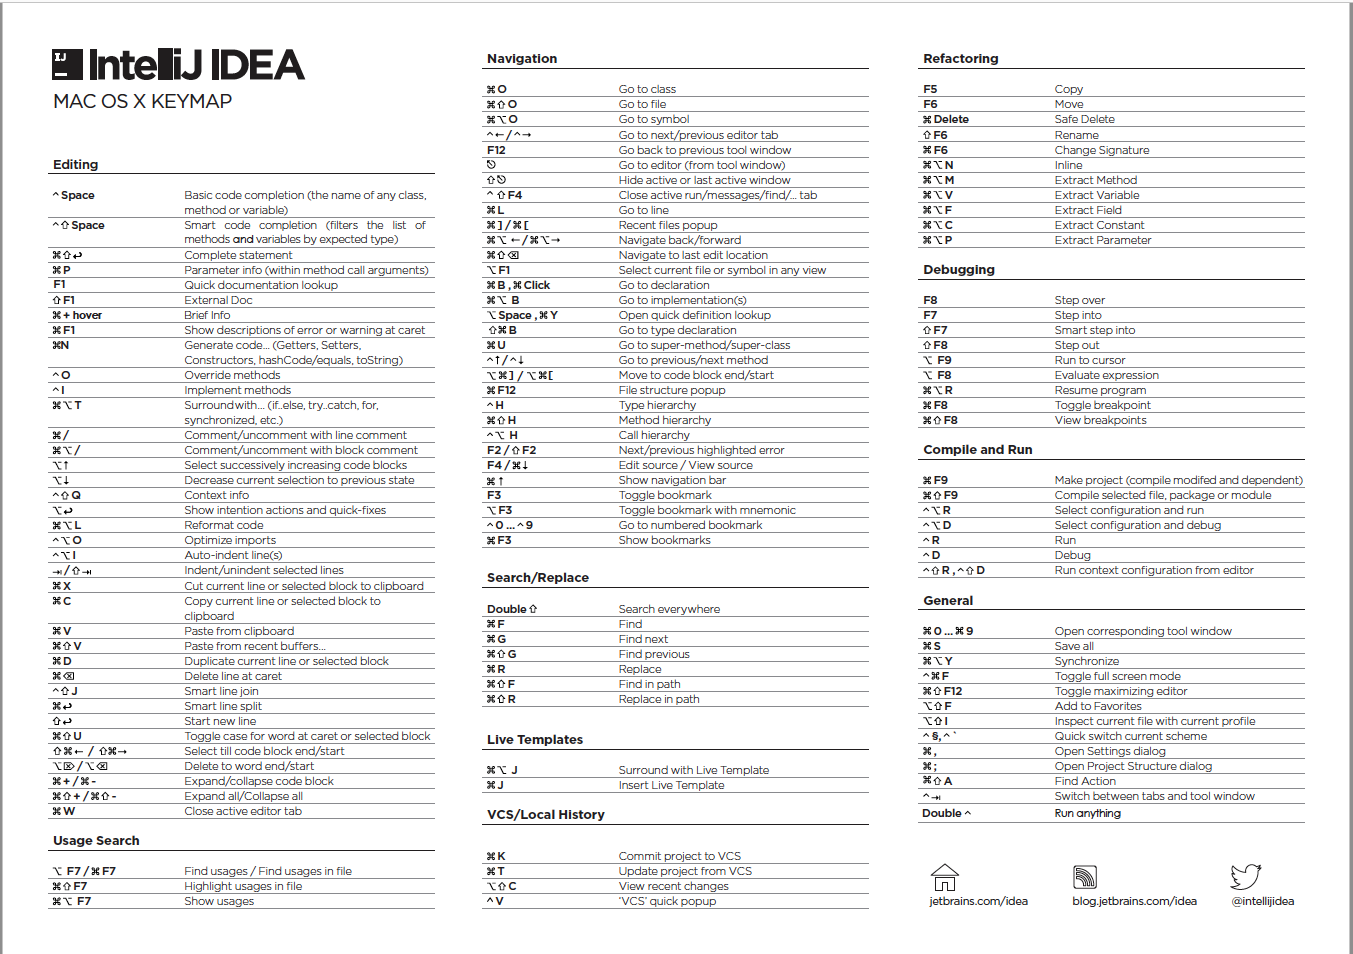 IJ IntelliJ IDEA
MAC OS X KEYMAP
Editing
⌃ Space Basic code completion (the name of any class,
method or variable)
⌃⇧ Space Smart code completion (filters the list of
methods and variables by expected type)
⌘⇧↩ Complete statement
⌘ P Parameter info (within method call arguments)
F1 Quick documentation lookup
⇧ F1 External Doc
⌘ + hover Brief Info
⌘ F1 Show descriptions of error or warning at caret
⌘N Generate code... (Getters, Setters,
Constructors, hashCode/equals, toString)
⌃ O Override methods
⌃ I Implement methods
⌘⌥ T Surround with... (if..else, try..catch, for,
synchronized, etc.)
⌘ / Comment/uncomment with line comment
⌘⌥ / Comment/uncomment with block comment
⌥↑ Select successively increasing code blocks
⌥↓ Decrease current selection to previous state
⌃⇧ Q Context info
⌥↩ Show intention actions and quick-fixes
⌘⌥ L Reformat code
⌃⌥ O Optimize imports
⌃⌥ I Auto-indent line(s)
⇥ / ⇧⇥ Indent/unindent selected lines
⌘ X Cut current line or selected block to clipboard
⌘ C Copy current line or selected block to
clipboard
⌘ V Paste from clipboard
⌘⇧ V Paste from recent buffers...
⌘ D Duplicate current line or selected block
⌘⌫ Delete line at caret
⌃⇧ J Smart line join
⌘↩ Smart line split
⇧↩ Start new line
⌘⇧ U Toggle case for word at caret or selected block
⇧⌘← / ⇧⌘→ Select till code block end/start
⌥⌦ / ⌥⌫ Delete to word end/start
⌘ + / ⌘ - Expand/collapse code block
⌘⇧ + / ⌘⇧ - Expand all/Collapse all
⌘ W Close active editor tab
Usage Search
⌥ F7 / ⌘ F7 Find usages / Find usages in file
⌘⇧ F7 Highlight usages in file
⌘⌥ F7 Show usages
Navigation
⌘ O Go to class
⌘⇧ O Go to file
⌘⌥ O Go to symbol
⌃← / ⌃→ Go to next/previous editor tab
F12 Go back to previous tool window
⎋ Go to editor (from tool window)
⇧⎋ Hide active or last active window
⌃⇧ F4 Close active run/messages/find/... tab
⌘ L Go to line
⌘ ] / ⌘ [ Recent files popup
⌘⌥ ← / ⌘⌥ → Navigate back/forward
⌘⇧⌫ Navigate to last edit location
⌥ F1 Select current file or symbol in any view
⌘ B , ⌘ Click Go to declaration
⌘⌥ B Go to implementation(s)
⌥ Space , ⌘ Y Open quick definition lookup
⇧⌘ B Go to type declaration
⌘ U Go to super-method/super-class
⌃↑ / ⌃↓ Go to previous/next method
⌥⌘ ] / ⌥⌘ [ Move to code block end/start
⌘ F12 File structure popup
⌃ H Type hierarchy
⌘⇧ H Method hierarchy
⌃⌥ H Call hierarchy
F2 / ⇧ F2 Next/previous highlighted error
F4 / ⌘↓ Edit source / View source
⌘ ↑ Show navigation bar
F3 Toggle bookmark
⌥ F3 Toggle bookmark with mnemonic
⌃ 0 ... ⌃ 9 Go to numbered bookmark
⌘ F3 Show bookmarks
Search/Replace
Double ⇧ Search everywhere
⌘ F Find
⌘ G Find next
⌘⇧ G Find previous
⌘ R Replace
⌘⇧ F Find in path
⌘⇧ R Replace in path
Live Templates
⌘⌥ J Surround with Live Template
⌘ J Insert Live Template
VCS/Local History
⌘ K Commit project to VCS
⌘ T Update project from VCS
⌥⇧ C View recent changes
⌃ V 'VCS' quick popup
Refactoring
F5 Copy
F6 Move
⌘ Delete Safe Delete
⇧ F6 Rename
⌘ F6 Change Signature
⌘⌥ N Inline
⌘⌥ M Extract Method
⌘⌥ V Extract Variable
⌘⌥ F Extract Field
⌘⌥ C Extract Constant
⌘⌥ P Extract Parameter
Debugging
F8 Step over
F7 Step into
⇧ F7 Smart step into
⇧ F8 Step out
⌥ F9 Run to cursor
⌥ F8 Evaluate expression
⌘⌥ R Resume program
⌘ F8 Toggle breakpoint
⌘⇧ F8 View breakpoints
Compile and Run
⌘ F9 Make project (compile modifed and dependent)
⌘⇧ F9 Compile selected file, package or module
⌃⌥ R Select configuration and run
⌃⌥ D Select configuration and debug
⌃ R Run
⌃ D Debug
⌃⇧ R , ⌃⇧ D Run context configuration from editor
General
⌘ 0 ... ⌘ 9 Open corresponding tool window
⌘ S Save all
⌘⌥ Y Synchronize
⌃⌘ F Toggle full screen mode
⌘⇧ F12 Toggle maximizing editor
⌥⇧ F Add to Favorites
⌥⇧ I Inspect current file with current profile
⌃ §, ⌃ ` Quick switch current scheme
⌘ , Open Settings dialog
⌘ ; Open Project Structure dialog
⌘⇧ A Find Action
⌃⇥ Switch between tabs and tool window
Double ⌃ Run anything
jetbrains.com/idea
blog.jetbrains.com/idea
@intellijidea